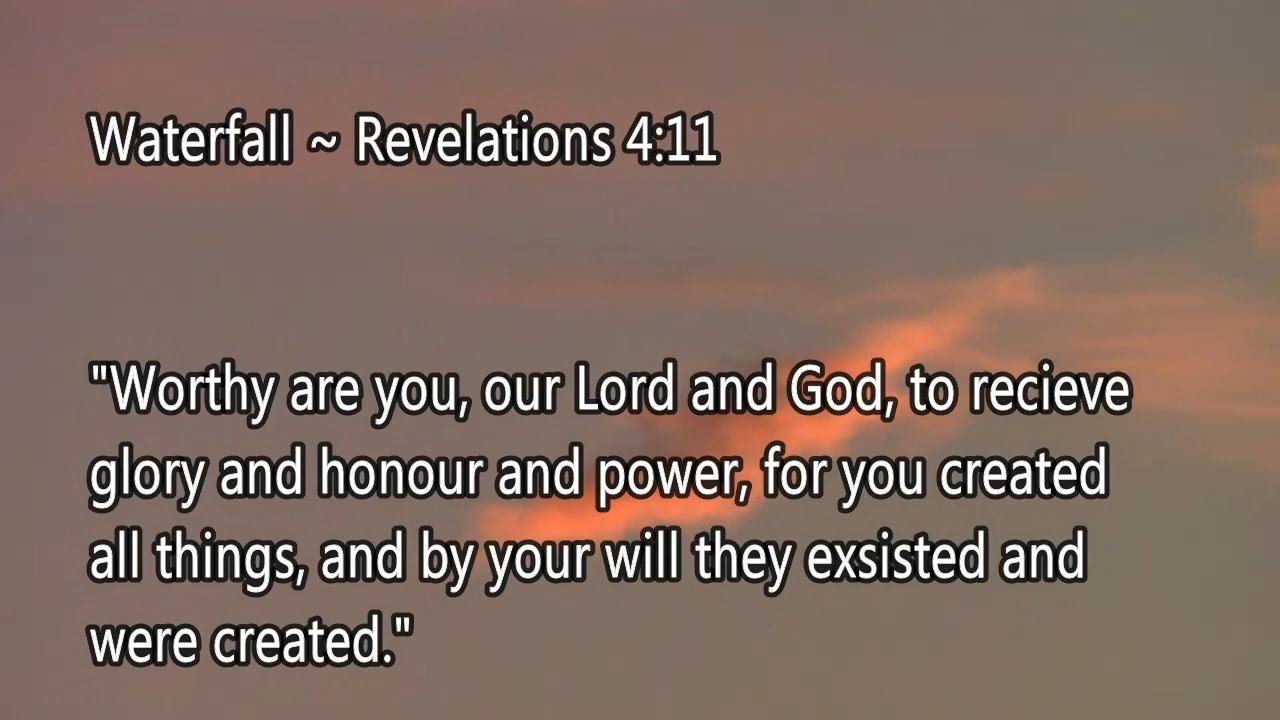 Waterfall ~ Revelations 4:11
"Worthy are you, our Lord and God, to recieve
glory and honour and power, for you created
all things, and by your will they exsisted and
were created."